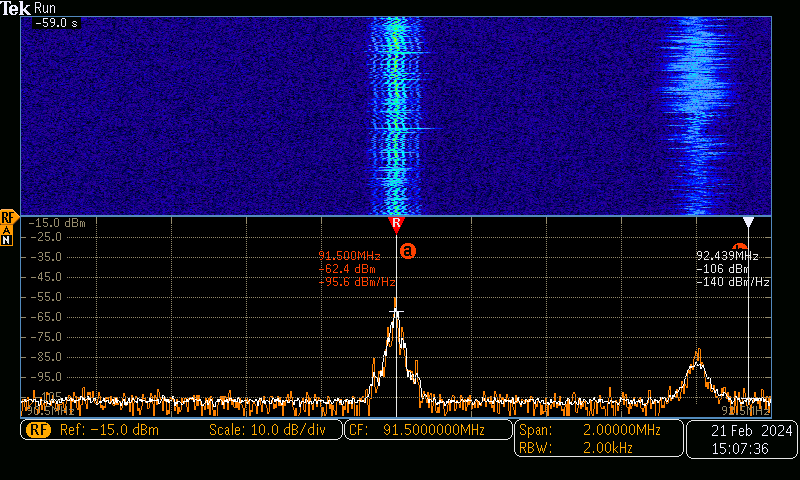 Tek Run
-59.0 s
RF
A
N
-15.0 dBm
R
-25.0
a
-35.0
91.500MHz
92.439MHz
-62.4 dBm
-106 dBm
-45.0
-95.6 dBm/Hz
-140 dBm/Hz
-55.0
-65.0
-75.0
-85.0
-95.0
RF Ref: -15.0 dBm Scale: 10.0 dB/div
CF: 91.5000000MHz
Span: 2.00000MHz
RBW: 2.00kHz
21 Feb 2024
15:07:36